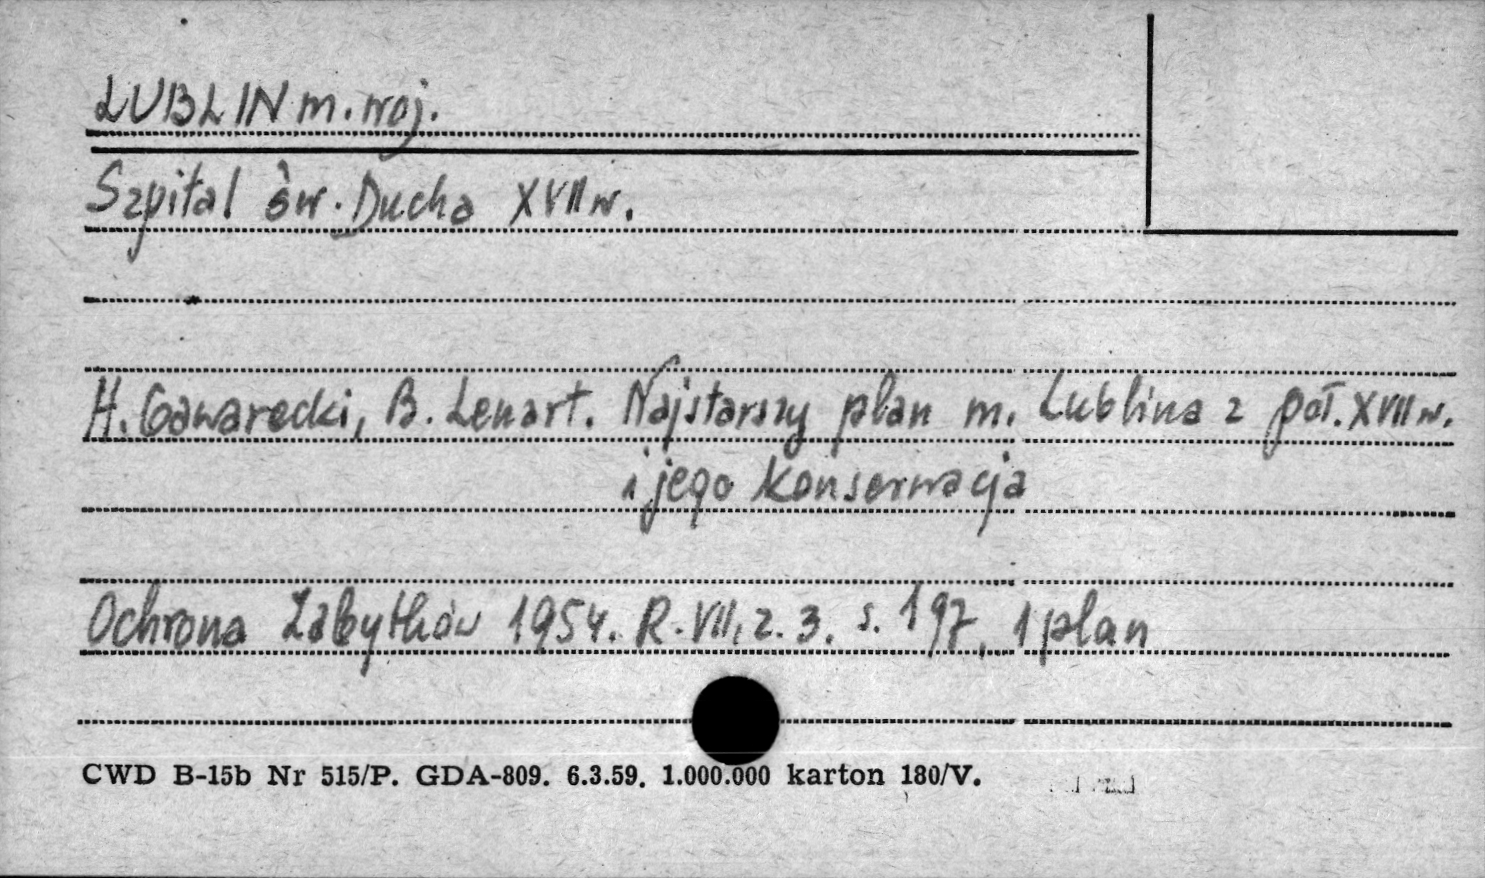 LUBLIN m. woj.
Szpital św. Ducha XVII w.
H. Gawarecki, B. Lenart. Najstarszy plan m. Lublina z poł. XVII w.
i jego konserwacja
Ochrona Zabytków 1954. R. VII, z. 3. s. 197, 1 plan
CWD B-15b Nr 515/P. GDA-809. 6.3.59. 1.000.000 karton 180/V.